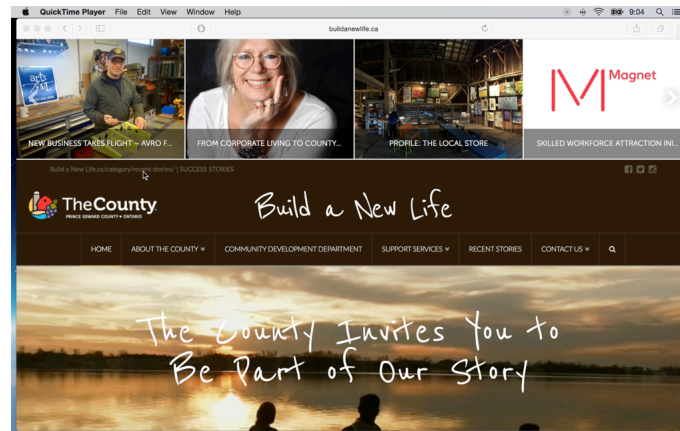 QuickTime Player File Edit View Window Help 9:04
buildanewlife.ca
arts
TRAIL
NEW BUSINESS TAKES FLIGHT – AVRO F...
FROM CORPORATE LIVING TO COUNTY...
PROFILE: THE LOCAL STORE
Magnet
SKILLED WORKFORCE ATTRACTION INI...
Build a New Life.ca/category/recent-stories/ | SUCCESS STORIES
TheCounty
PRINCE EDWARD COUNTY • ONTARIO
Build a New Life
HOME ABOUT THE COUNTY COMMUNITY DEVELOPMENT DEPARTMENT SUPPORT SERVICES RECENT STORIES CONTACT US
The County Invites You to
Be Part of Our Story